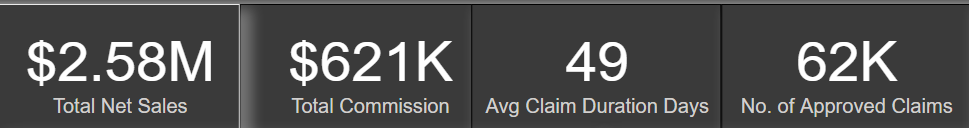 $2.58M
Total Net Sales
$621K
Total Commission
49
Avg Claim Duration Days
62K
No. of Approved Claims